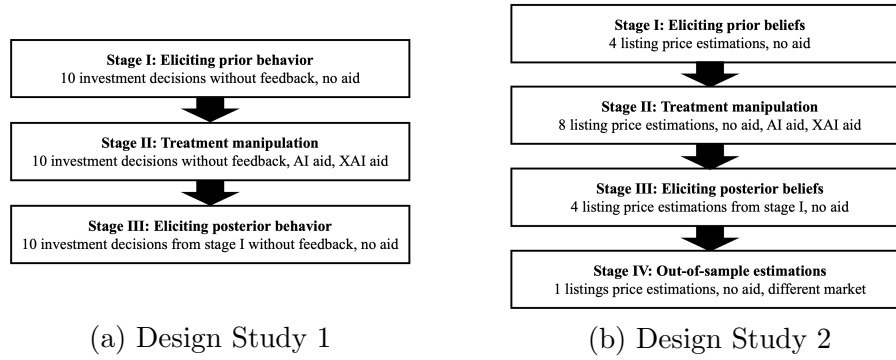 Stage I: Eliciting prior behavior
10 investment decisions without feedback, no aid
Stage II: Treatment manipulation
10 investment decisions without feedback, AI aid, XAI aid
Stage III: Eliciting posterior behavior
10 investment decisions from stage I without feedback, no aid
(a) Design Study 1
Stage I: Eliciting prior beliefs
4 listing price estimations, no aid
Stage II: Treatment manipulation
8 listing price estimations, no aid, AI aid, XAI aid
Stage III: Eliciting posterior beliefs
4 listing price estimations from stage I, no aid
Stage IV: Out-of-sample estimations
1 listings price estimations, no aid, different market
(b) Design Study 2